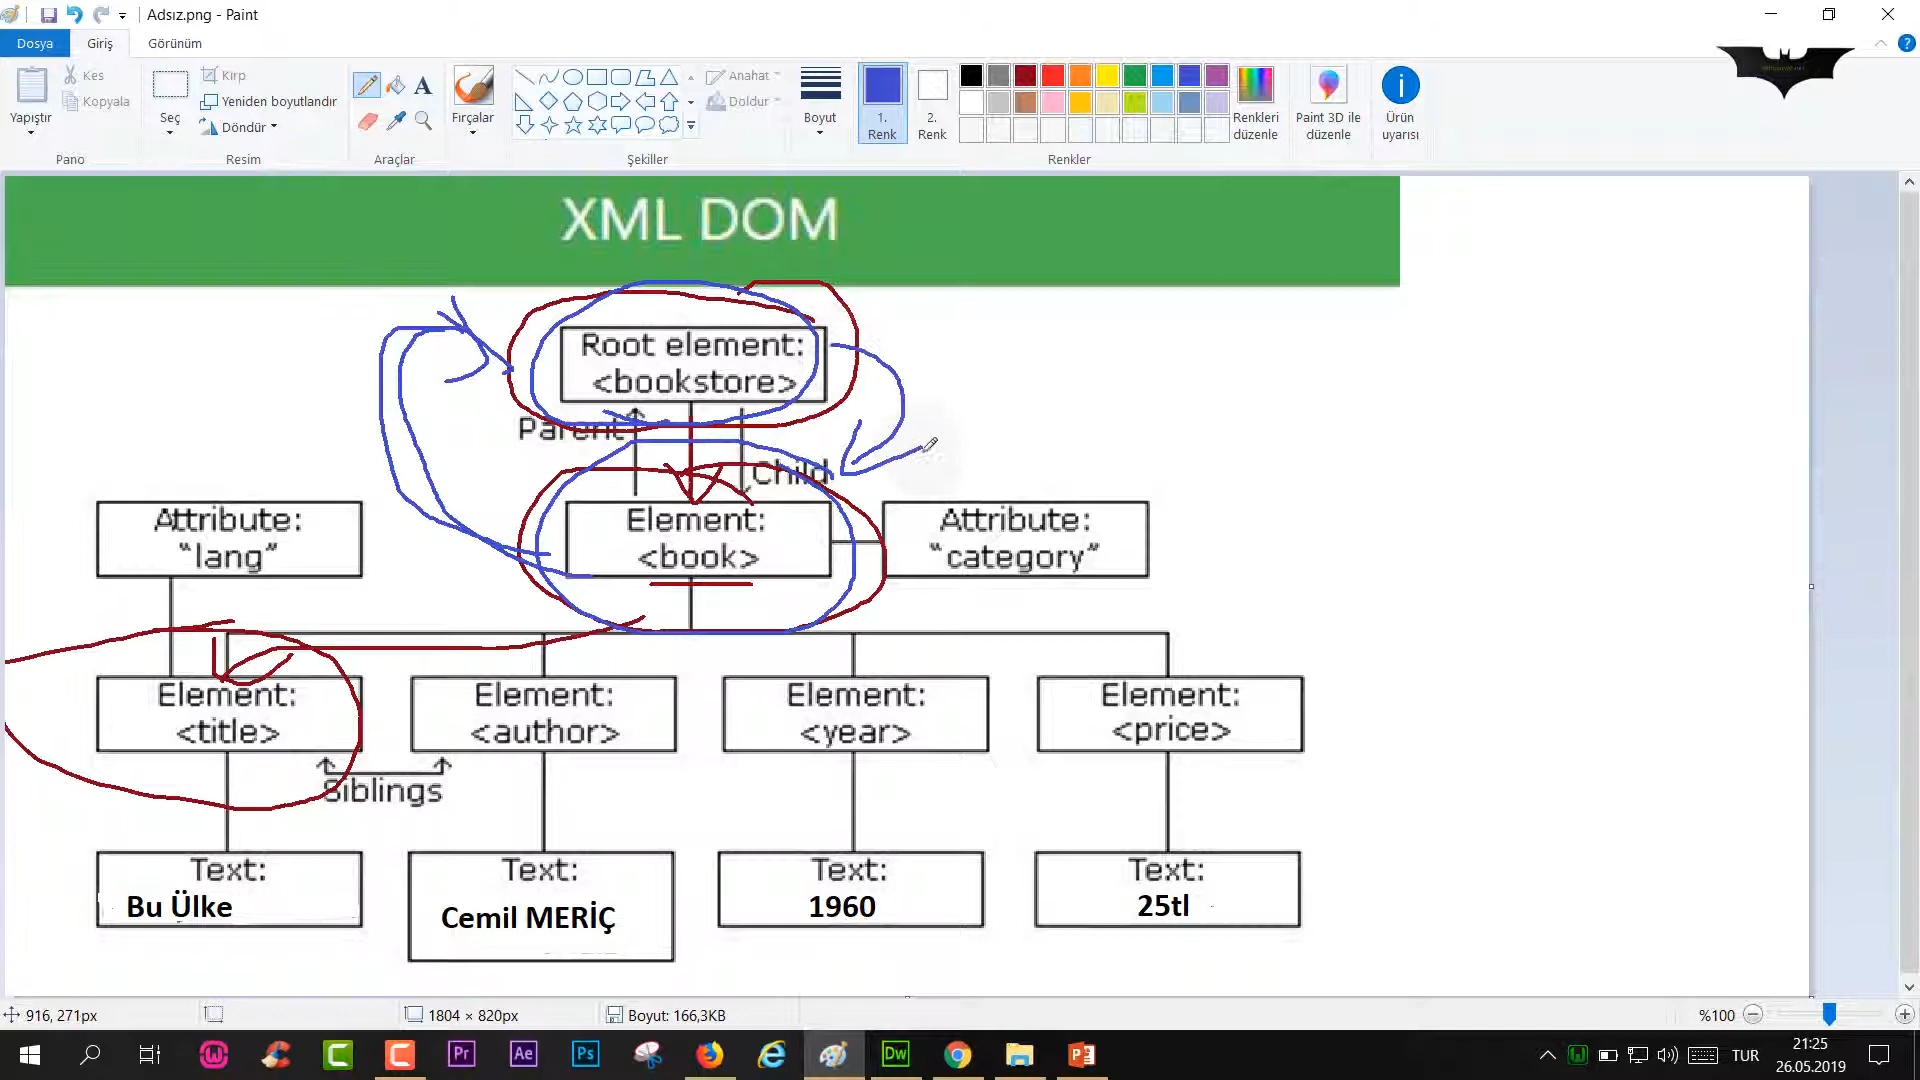 Adsız.png - Paint
Dosya
Giriş
Görünüm
Yapıştır
Kes
Kopyala
Pano
Seç
Kırp
Yeniden boyutlandır
Döndür
Resim
A
Araçlar
Fırçalar
Şekiller
Anahat
Doldur
Boyut
1.
Renk
2.
Renk
Renkleri
düzenle
Renkler
Paint 3D ile
düzenle
Ürün
uyarısı
XML DOM
Root element:
<bookstore>
Parent
Child
Attribute:
“lang”
Element:
<book>
Attribute:
“category”
Element:
<title>
Element:
<author>
Element:
<year>
Element:
<price>
Siblings
Text:
Bu Ülke
Text:
Cemil MERİÇ
Text:
1960
Text:
25tl
916, 271px
1804 × 820px
Boyut: 166,3KB
%100
Pr
Ae
Ps
Dw
TUR
21:25
26.05.2019